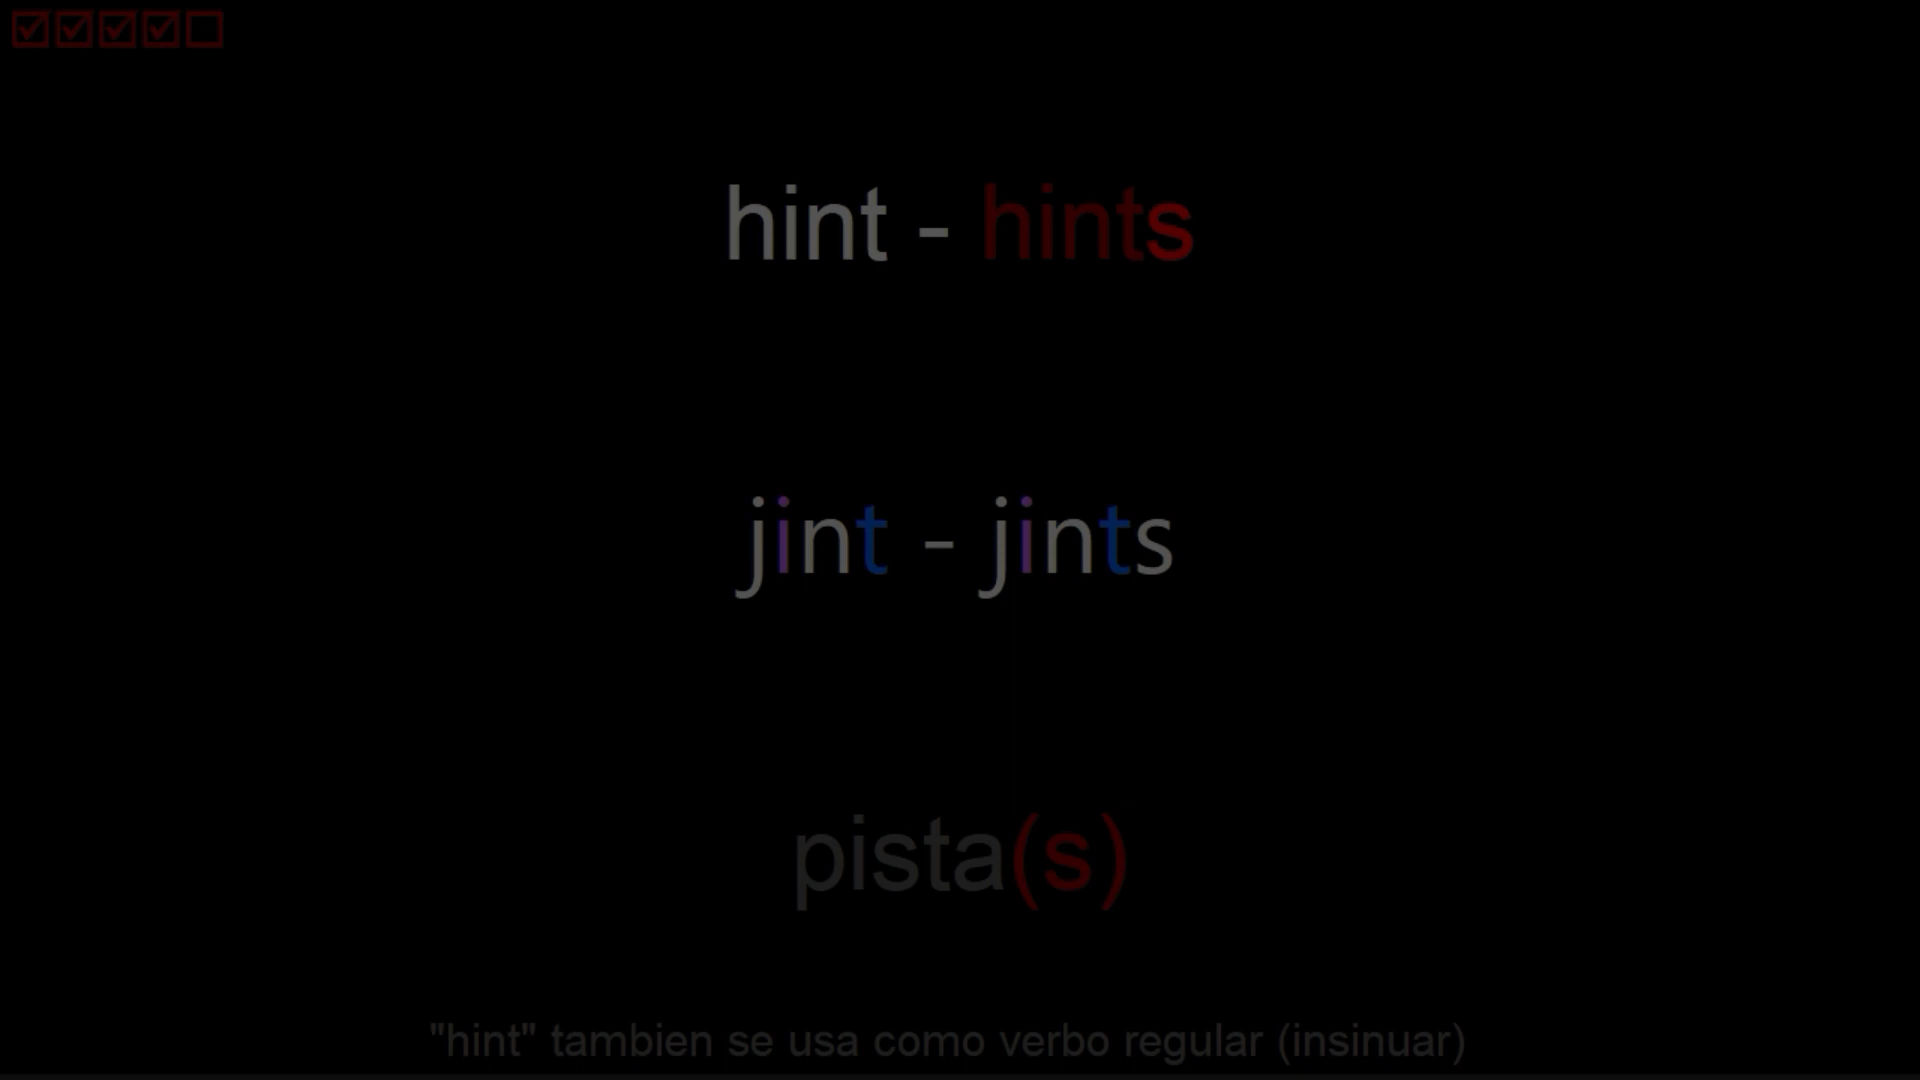 hint - hints
jint - jints
pista(s)
"hint" tambien se usa como verbo regular (insinuar)